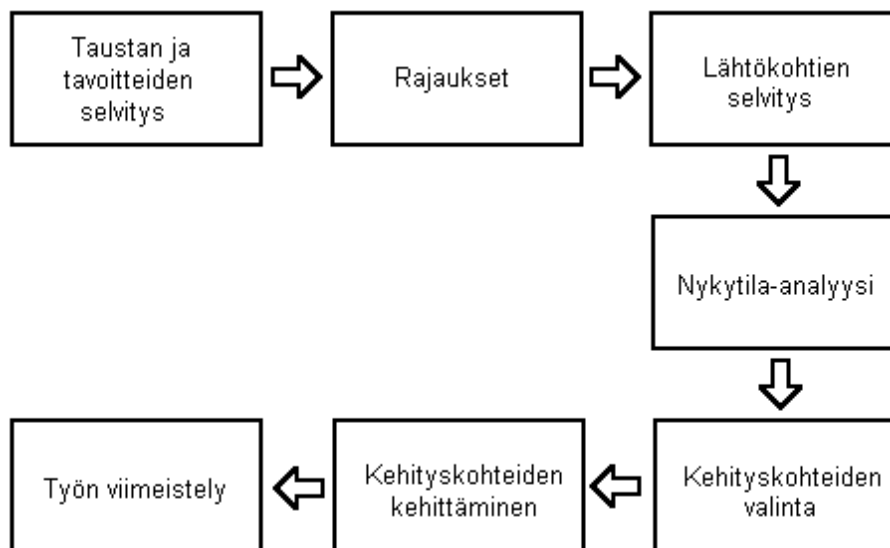 Taustan ja
tavoitteiden
selvitys
Rajaukset
Lähtökohtien
selvitys
Nykytila-analyysi
Kehityskohteiden
valinta
Kehityskohteiden
kehittäminen
Työn viimeistely